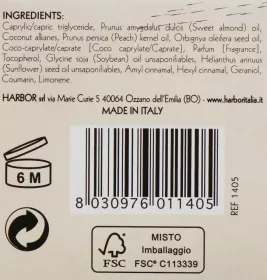 INGREDIENTS:
Caprylic/capric triglyceride, Prunus amygdalus dulcis (Sweet almond) oil,
Coconut alkanes, Prunus persica (Peach) kernel oil, Orbignya oleifera seed oil,
Coco-caprylate/caprate [Coco caprylate/Caprate], Parfum [Fragrance],
Tocopherol, Glycine soja (Soybean) oil unsaponifiables, Helianthus annuus
(Sunflower) seed oil unsaponifiables, Amyl cinnamal, Hexyl cinnamal, Geraniol,
Coumarin, Limonene.
HARBOR srl via Marie Curie 5 40064 Ozzano dell'Emilia (BO) - www.harboritalia.it
MADE IN ITALY
6 M
8 030976 011405
REF 1405
FSC
MISTO
Imballaggio
FSC® C113339